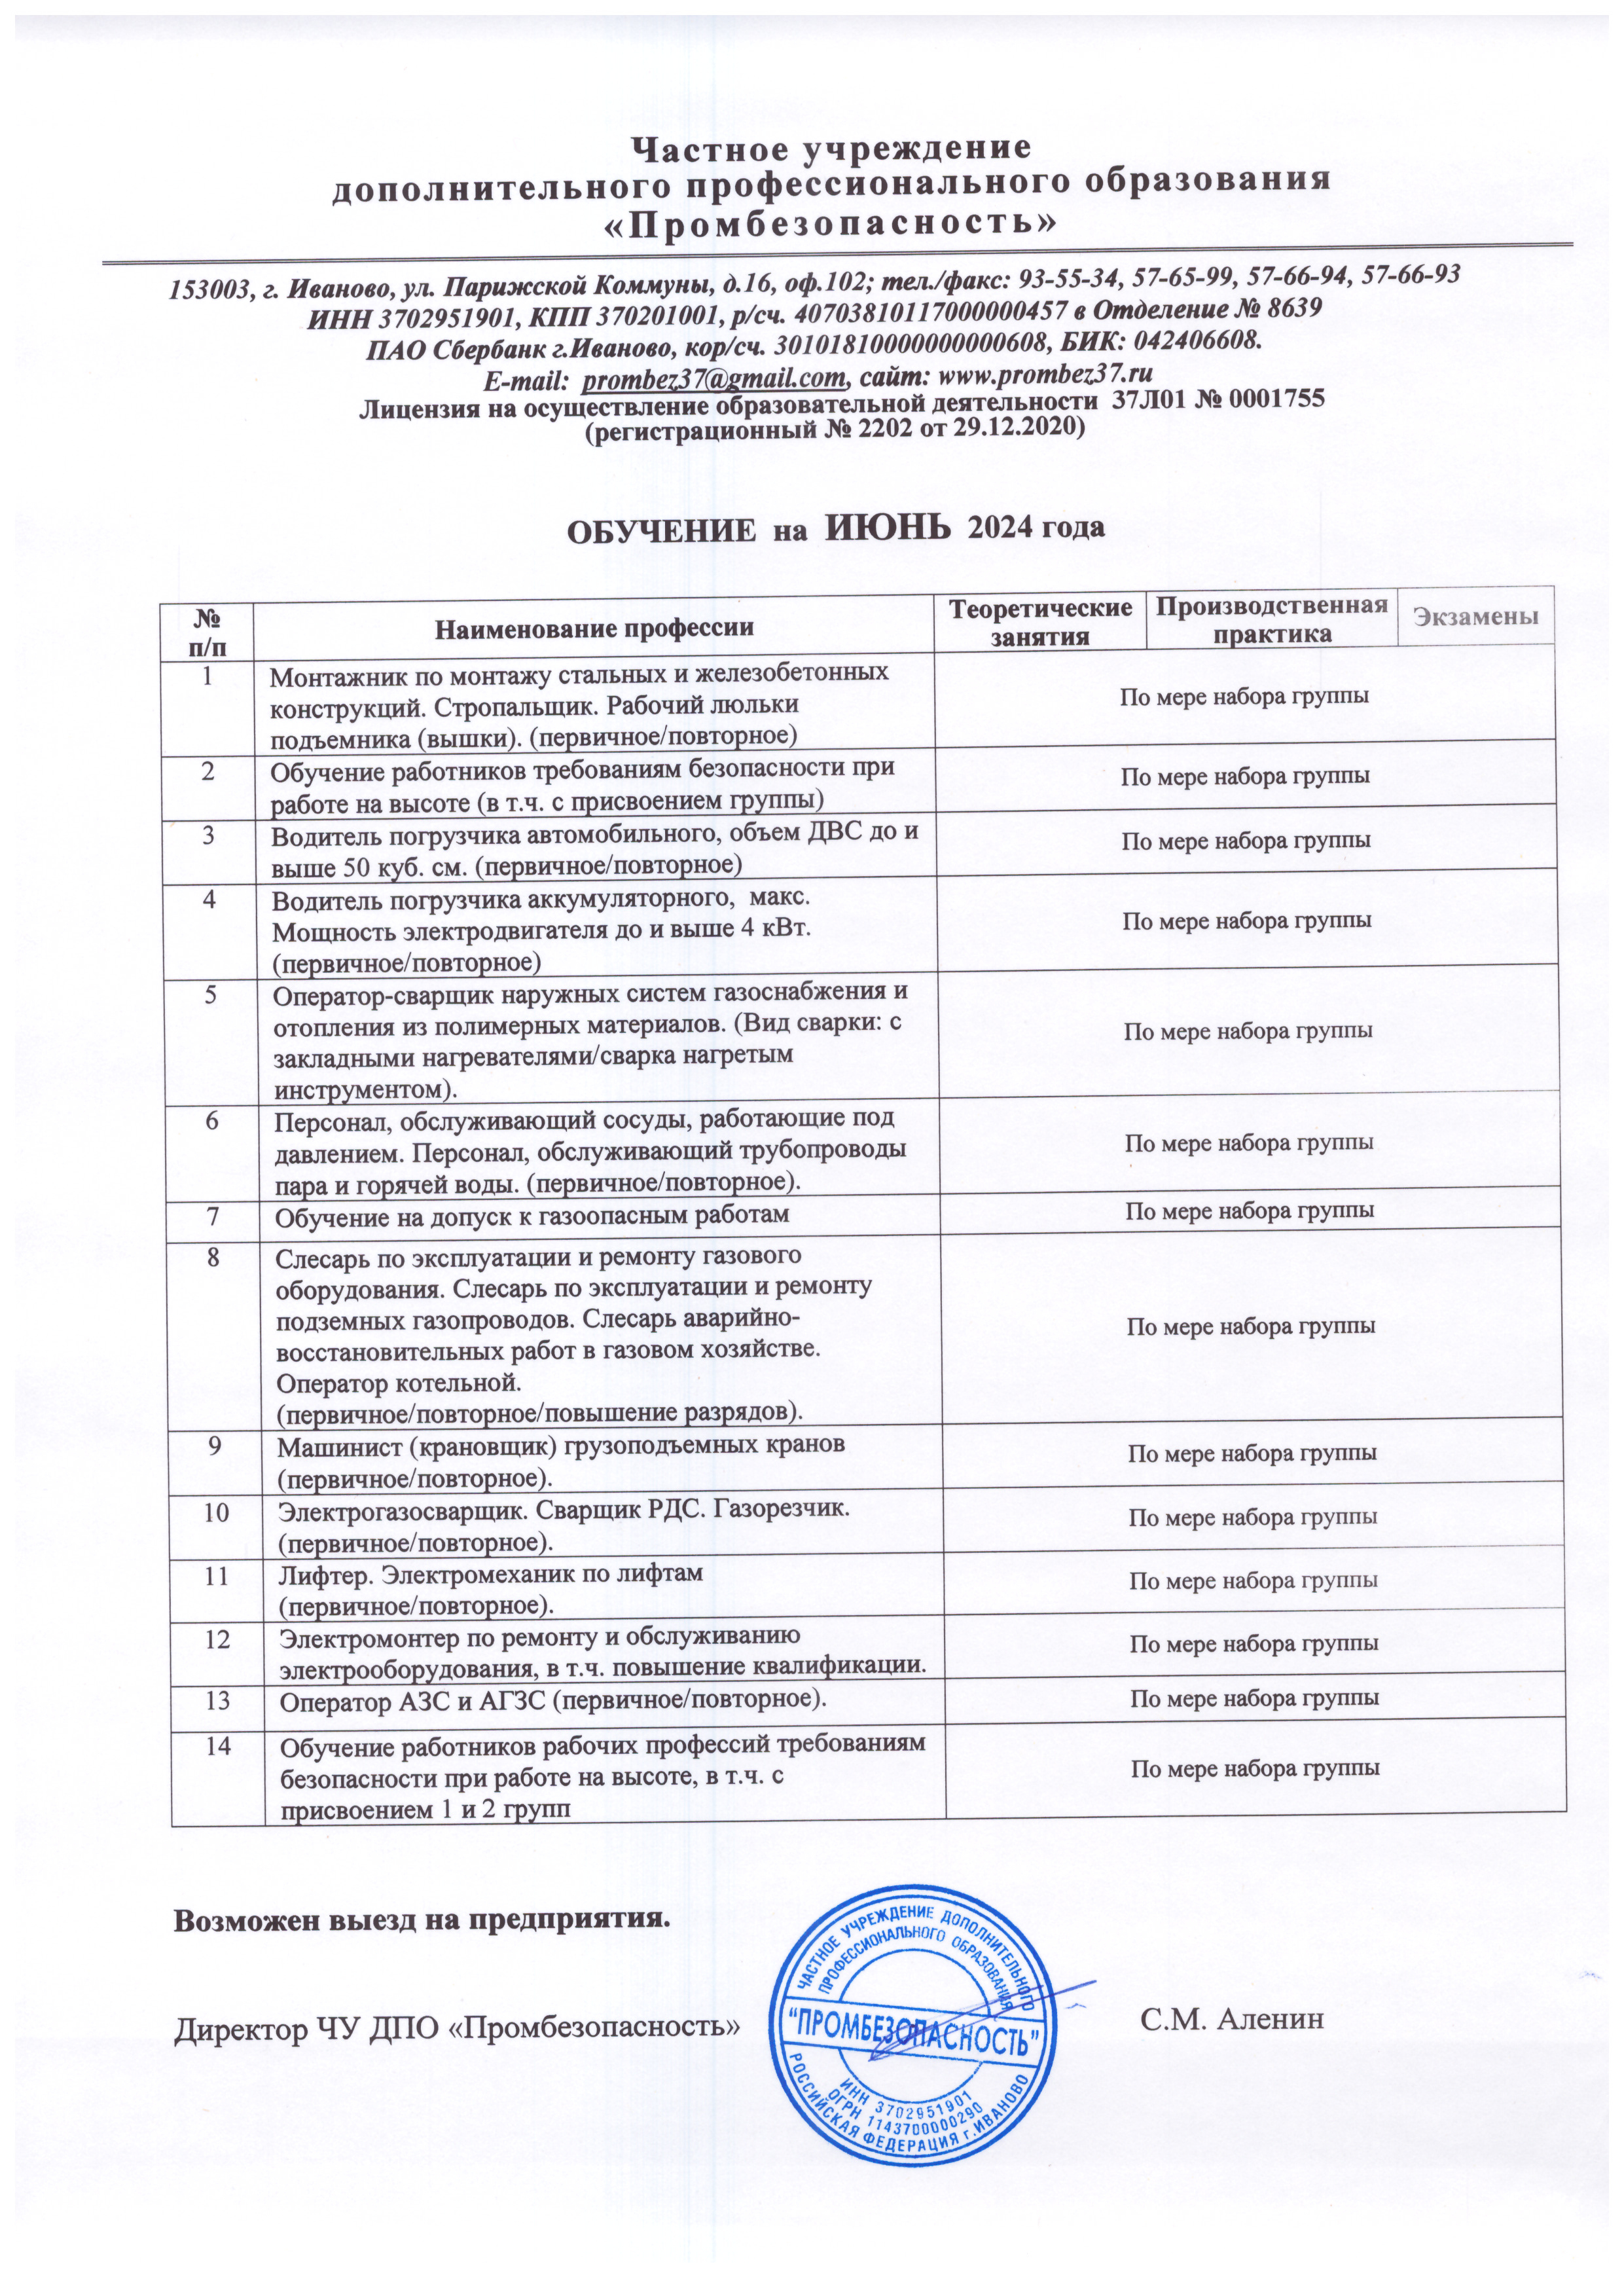 Частное учреждение
дополнительного профессионального образования
«Промбезопасность»
153003, г. Иваново, ул. Парижской Коммуны, д.16, оф.102; тел./факс: 93-55-34, 57-65-99, 57-66-94, 57-66-93
ИНН 3702951901, КПП 370201001, р/сч. 40703810117000000457 в Отделение № 8639
ПАО Сбербанк г.Иваново, кор/сч. 30101810000000000608, БИК: 042406608.
E-mail: prombez37@gmail.com, сайт: www.prombez37.ru
Лицензия на осуществление образовательной деятельности 37Л01 № 0001755
(регистрационный № 2202 от 29.12.2020)
ОБУЧЕНИЕ на ИЮНЬ 2024 года
№ п/п Наименование профессии Теоретические занятия Производственная практика Экзамены
1 Монтажник по монтажу стальных и железобетонных
конструкций. Стропальщик. Рабочий люльки
подъемника (вышки). (первичное/повторное)
По мере набора группы
2 Обучение работников требованиям безопасности при
работе на высоте (в т.ч. с присвоением группы)
По мере набора группы
3 Водитель погрузчика автомобильного, объем ДВС до и
выше 50 куб. см. (первичное/повторное)
По мере набора группы
4 Водитель погрузчика аккумуляторного, макс.
Мощность электродвигателя до и выше 4 кВт.
(первичное/повторное)
По мере набора группы
5 Оператор-сварщик наружных систем газоснабжения и
отопления из полимерных материалов. (Вид сварки: с
закладными нагревателями/сварка нагретым
инструментом).
По мере набора группы
6 Персонал, обслуживающий сосуды, работающие под
давлением. Персонал, обслуживающий трубопроводы
пара и горячей воды. (первичное/повторное).
По мере набора группы
7 Обучение на допуск к газоопасным работам
По мере набора группы
8 Слесарь по эксплуатации и ремонту газового
оборудования. Слесарь по эксплуатации и ремонту
подземных газопроводов. Слесарь аварийно-
восстановительных работ в газовом хозяйстве.
Оператор котельной.
(первичное/повторное/повышение разрядов).
По мере набора группы
9 Машинист (крановщик) грузоподъемных кранов
(первичное/повторное).
По мере набора группы
10 Электрогазосварщик. Сварщик РДС. Газорезчик.
(первичное/повторное).
По мере набора группы
11 Лифтер. Электромеханик по лифтам
(первичное/повторное).
По мере набора группы
12 Электромонтер по ремонту и обслуживанию
электрооборудования, в т.ч. повышение квалификации.
По мере набора группы
13 Оператор АЗС и АГЗС (первичное/повторное).
По мере набора группы
14 Обучение работников рабочих профессий требованиям
безопасности при работе на высоте, в т.ч. с
присвоением 1 и 2 групп
По мере набора группы
Возможен выезд на предприятия.
Директор ЧУ ДПО «Промбезопасность» С.М. Аленин
ЧАСТНОЕ УЧРЕЖДЕНИЕ ДОПОЛНИТЕЛЬНОГО
ПРОФЕССИОНАЛЬНОГО ОБРАЗОВАНИЯ
"ПРОМБЕЗОПАСНОСТЬ"
ИНН 3702951901
ОГРН 1143700000290
РОССИЙСКАЯ ФЕДЕРАЦИЯ г.ИВАНОВО